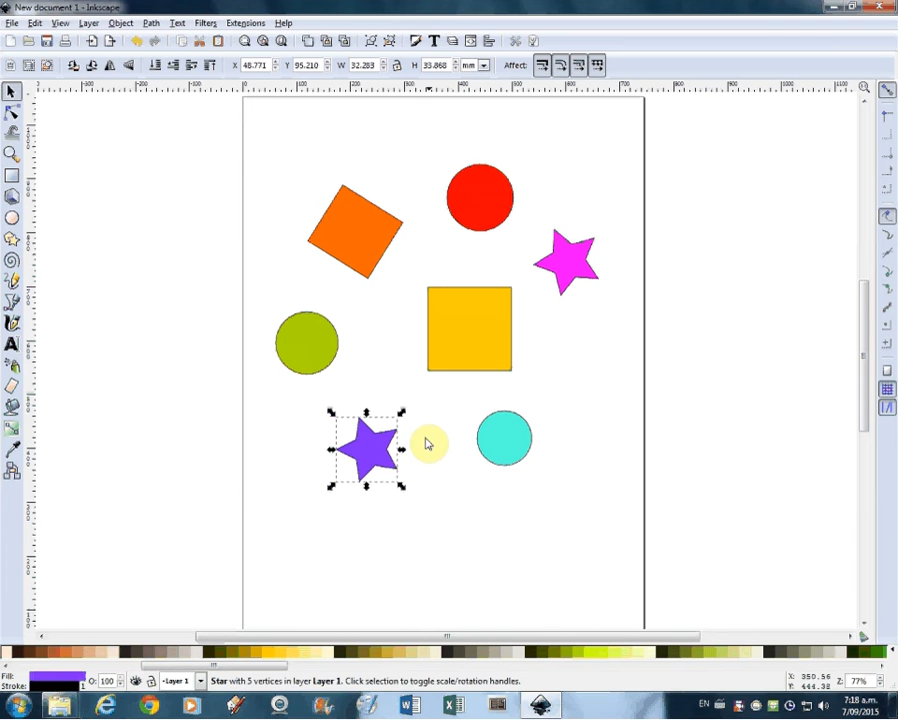 New document 1 - Inkscape
File Edit View Layer Object Path Text Filters Extensions Help
X 48.771 Y 95.210 W 32.283 H 33.868 mm Affect:
Fill:
Stroke: 1 O: 100 Layer 1 Star with 5 vertices in layer Layer 1. Click selection to toggle scale/rotation handles. X: 350.56 Y: 444.32 Z: 77%
EN 7:18 a.m.
7/09/2015